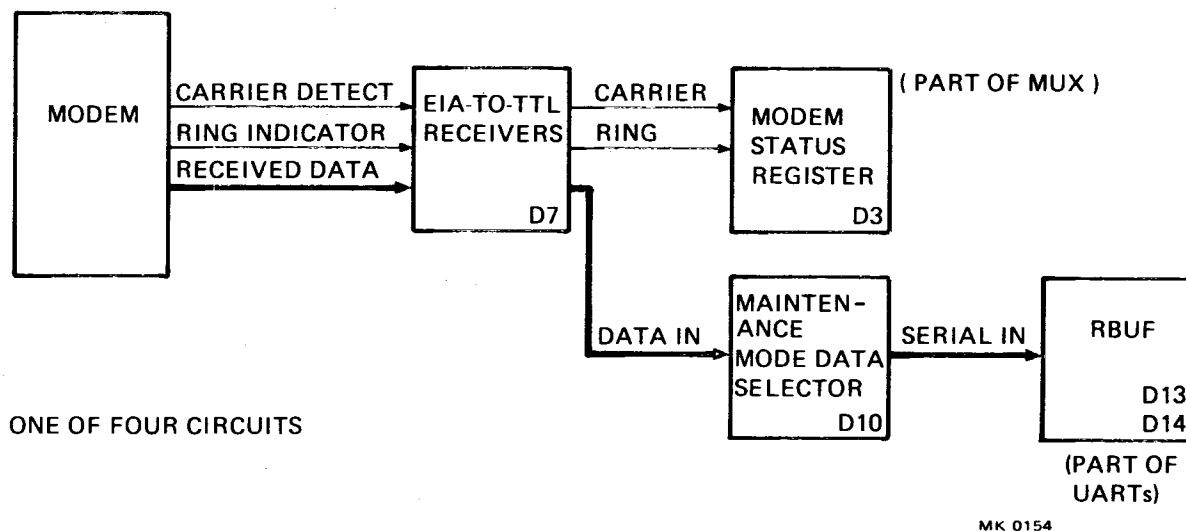 MODEM
CARRIER DETECT
RING INDICATOR
RECEIVED DATA
EIA-TO-TTL
RECEIVERS
D7
CARRIER
RING
MODEM
STATUS
REGISTER
D3
( PART OF MUX )
DATA IN
MAINTEN-
ANCE
MODE DATA
SELECTOR
D10
SERIAL IN
RBUF
D13
D14
(PART OF
UARTs)
ONE OF FOUR CIRCUITS
MK 0154